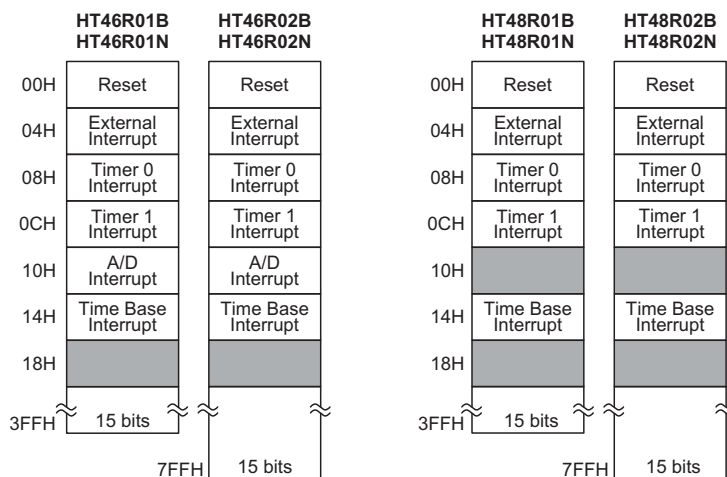 HT46R01B HT46R02B HT48R01B HT48R02B
HT46R01N HT46R02N HT48R01N HT48R02N
00H Reset Reset 00H Reset Reset
04H External Interrupt External Interrupt 04H External Interrupt External Interrupt
08H Timer 0 Interrupt Timer 0 Interrupt 08H Timer 0 Interrupt Timer 0 Interrupt
0CH Timer 1 Interrupt Timer 1 Interrupt 0CH Timer 1 Interrupt Timer 1 Interrupt
10H A/D Interrupt A/D Interrupt 10H
14H Time Base Interrupt Time Base Interrupt 14H Time Base Interrupt Time Base Interrupt
18H 18H
3FFH 15 bits 3FFH 15 bits
7FFH 15 bits 7FFH 15 bits